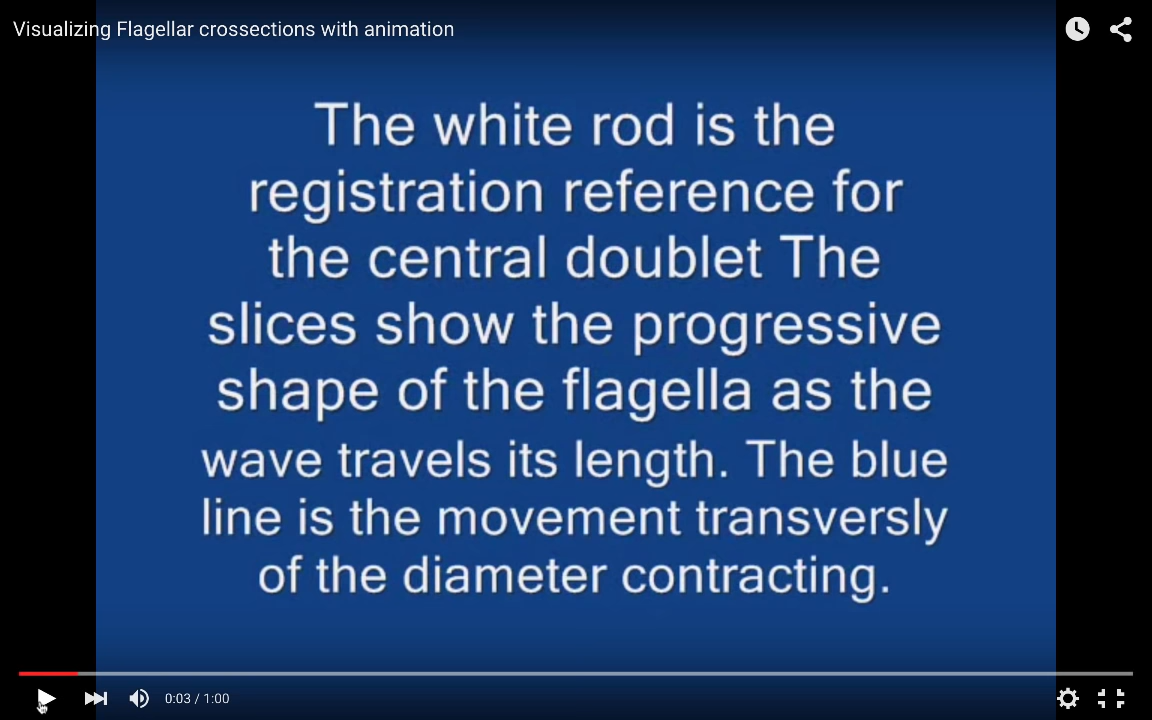 Visualizing Flagellar crossections with animation
The white rod is the
registration reference for
the central doublet The
slices show the progressive
shape of the flagella as the
wave travels its length. The blue
line is the movement transversly
of the diameter contracting.
0:03 / 1:00